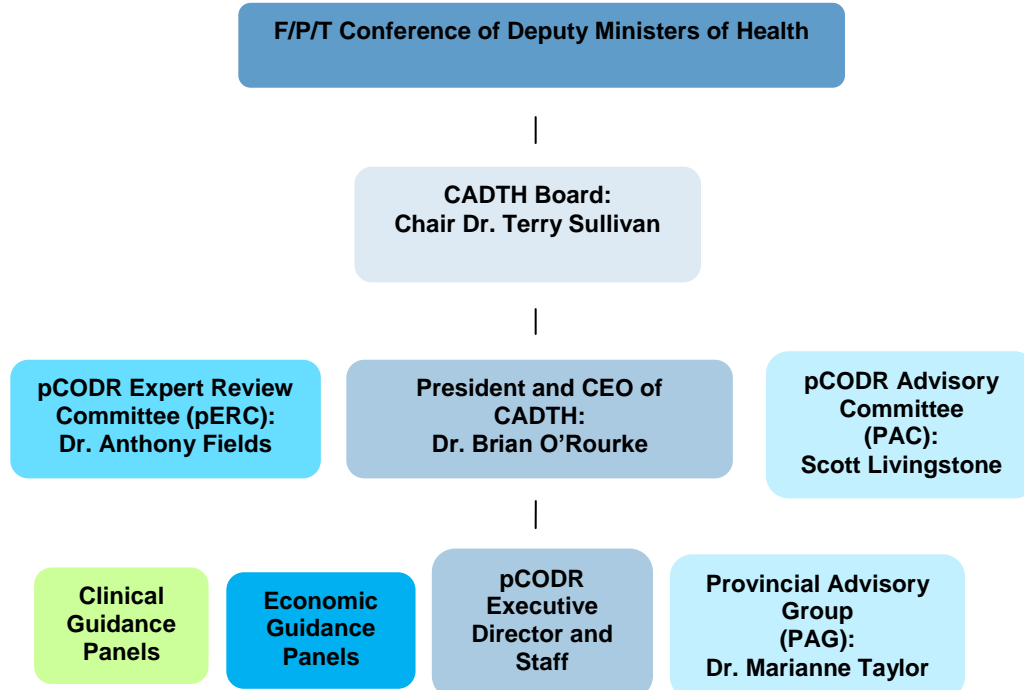 F/P/T Conference of Deputy Ministers of Health
CADTH Board:
Chair Dr. Terry Sullivan
pCODR Expert Review
Committee (pERC):
Dr. Anthony Fields
President and CEO of
CADTH:
Dr. Brian O'Rourke
pCODR Advisory
Committee
(PAC):
Scott Livingstone
Clinical
Guidance
Panels
Economic
Guidance
Panels
pCODR
Executive
Director and
Staff
Provincial Advisory
Group
(PAG):
Dr. Marianne Taylor